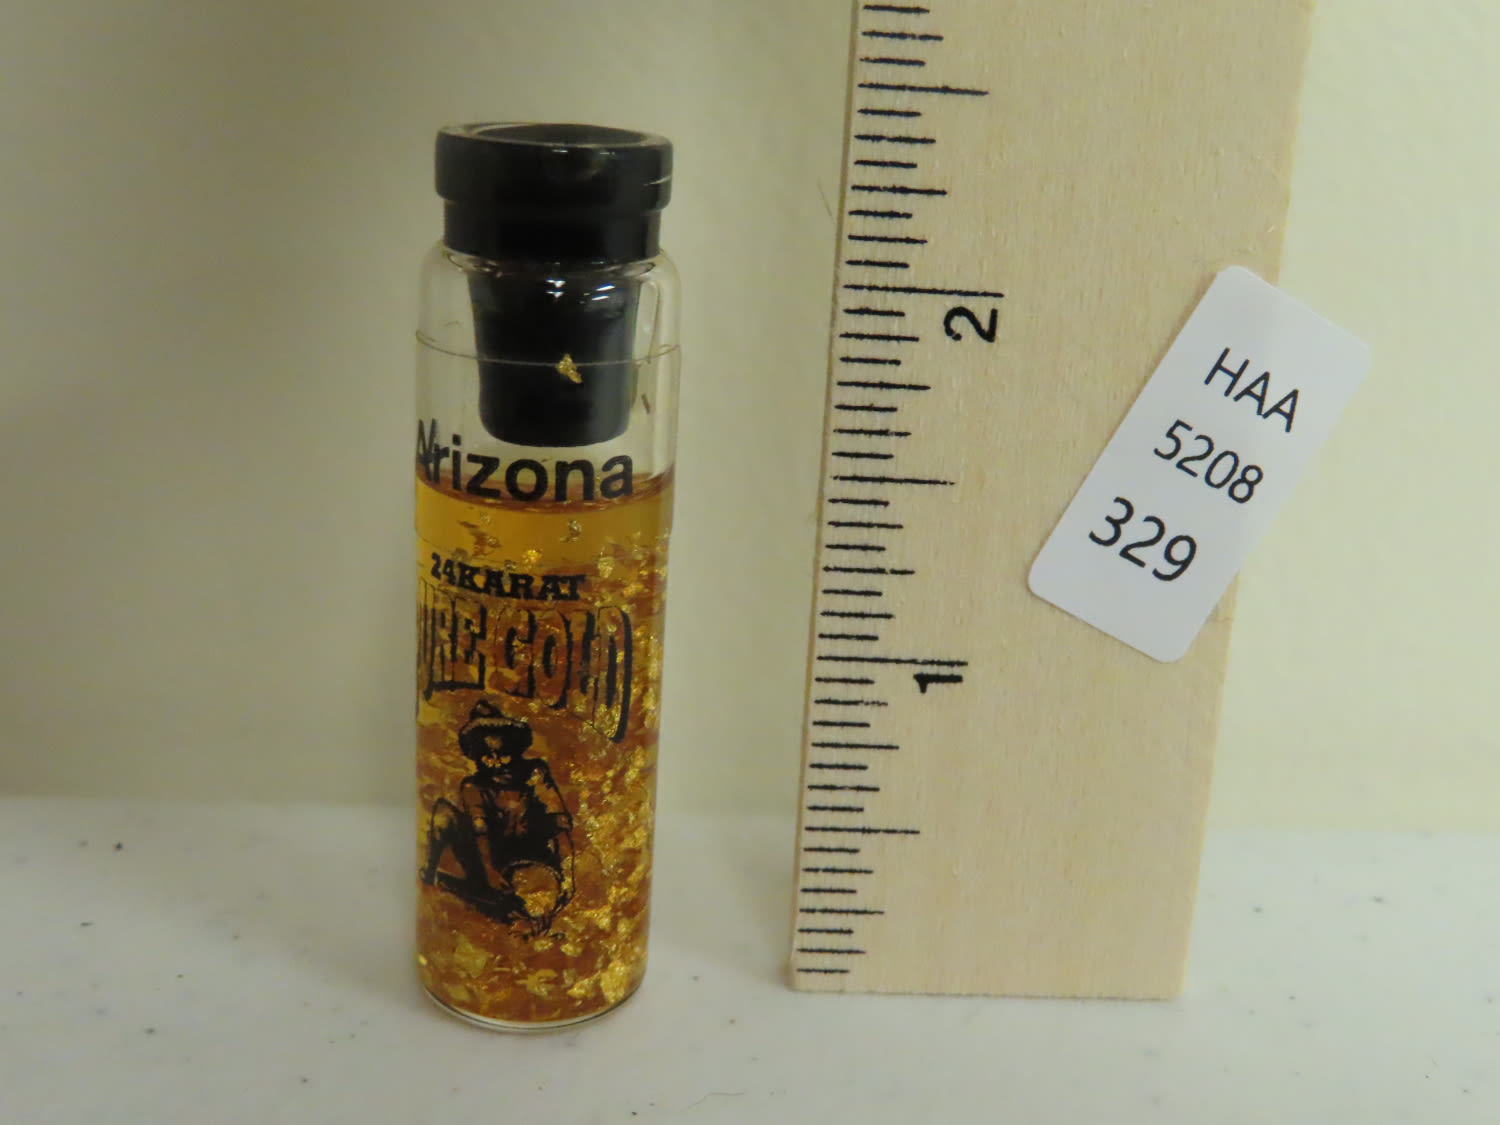 Arizona
24KARAT
PURE GOLD
2
1
HAA
5208
329